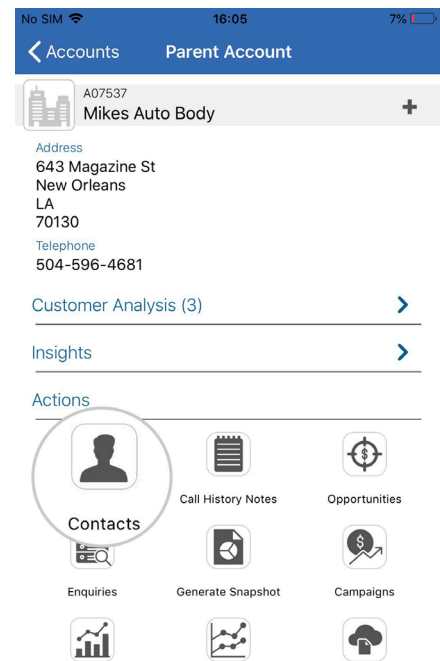 No SIM 16:05 7%
Accounts Parent Account
A07537
Mikes Auto Body
Address
643 Magazine St
New Orleans
LA
70130
Telephone
504-596-4681
Customer Analysis (3)
Insights
Actions
Contacts Call History Notes Opportunities
Enquiries Generate Snapshot Campaigns